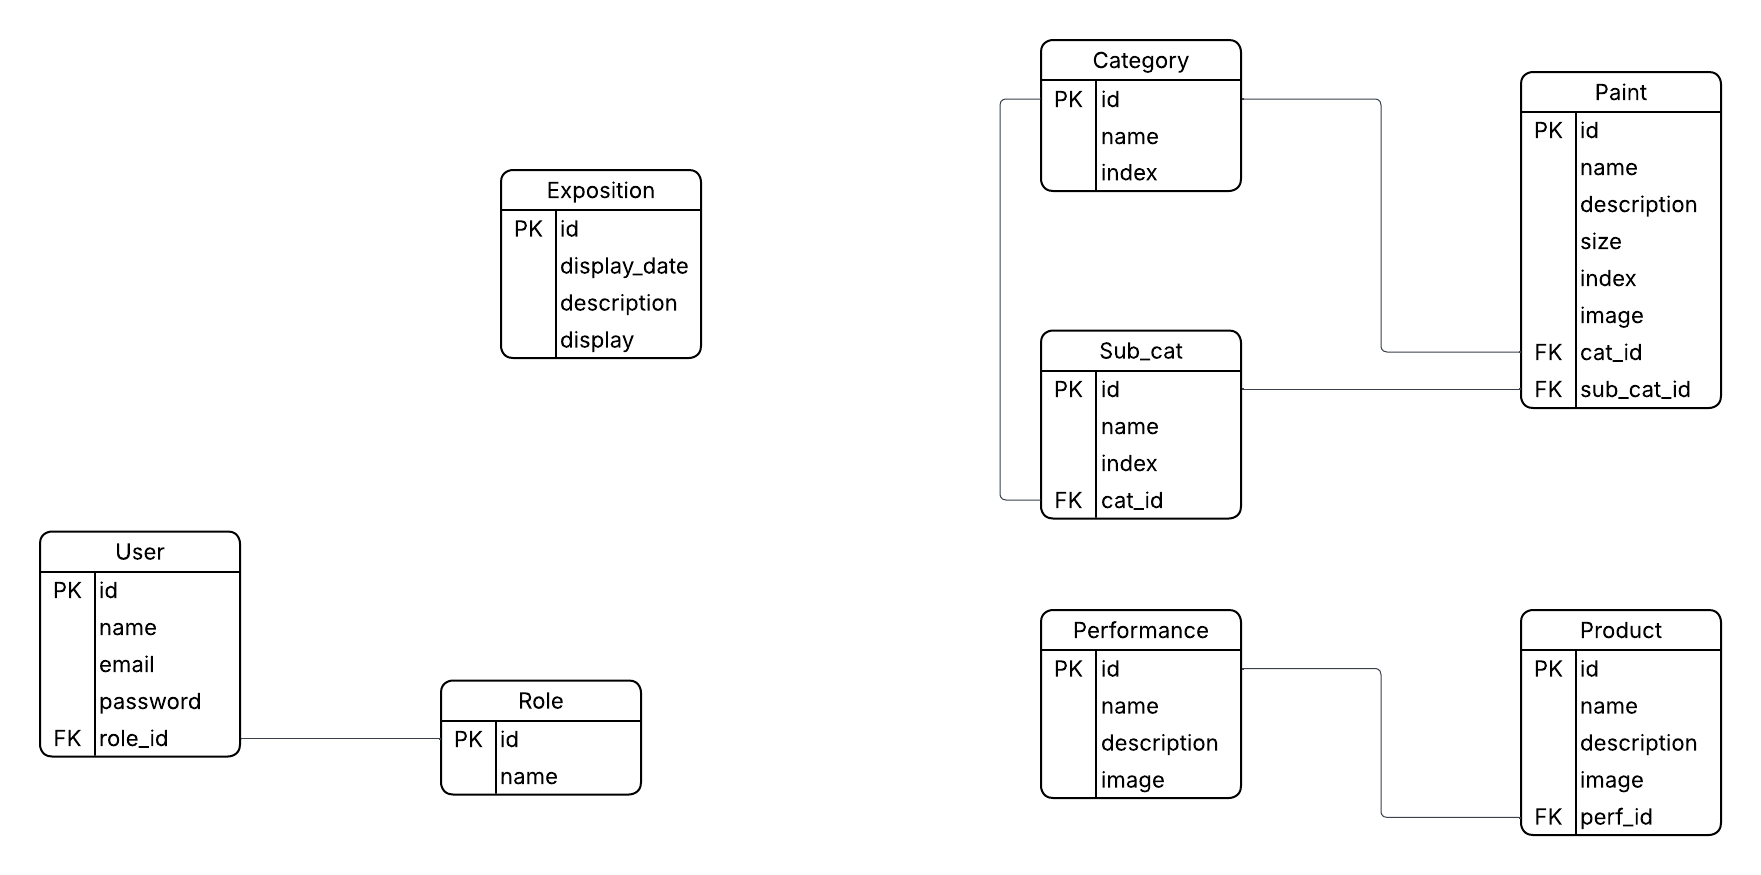 Category
PK id
name
index
Paint
PK id
name
description
size
index
image
FK cat_id
FK sub_cat_id
Exposition
PK id
display_date
description
display
Sub_cat
PK id
name
index
FK cat_id
User
PK id
name
email
password
FK role_id
Role
PK id
name
Performance
PK id
name
description
image
Product
PK id
name
description
image
FK perf_id